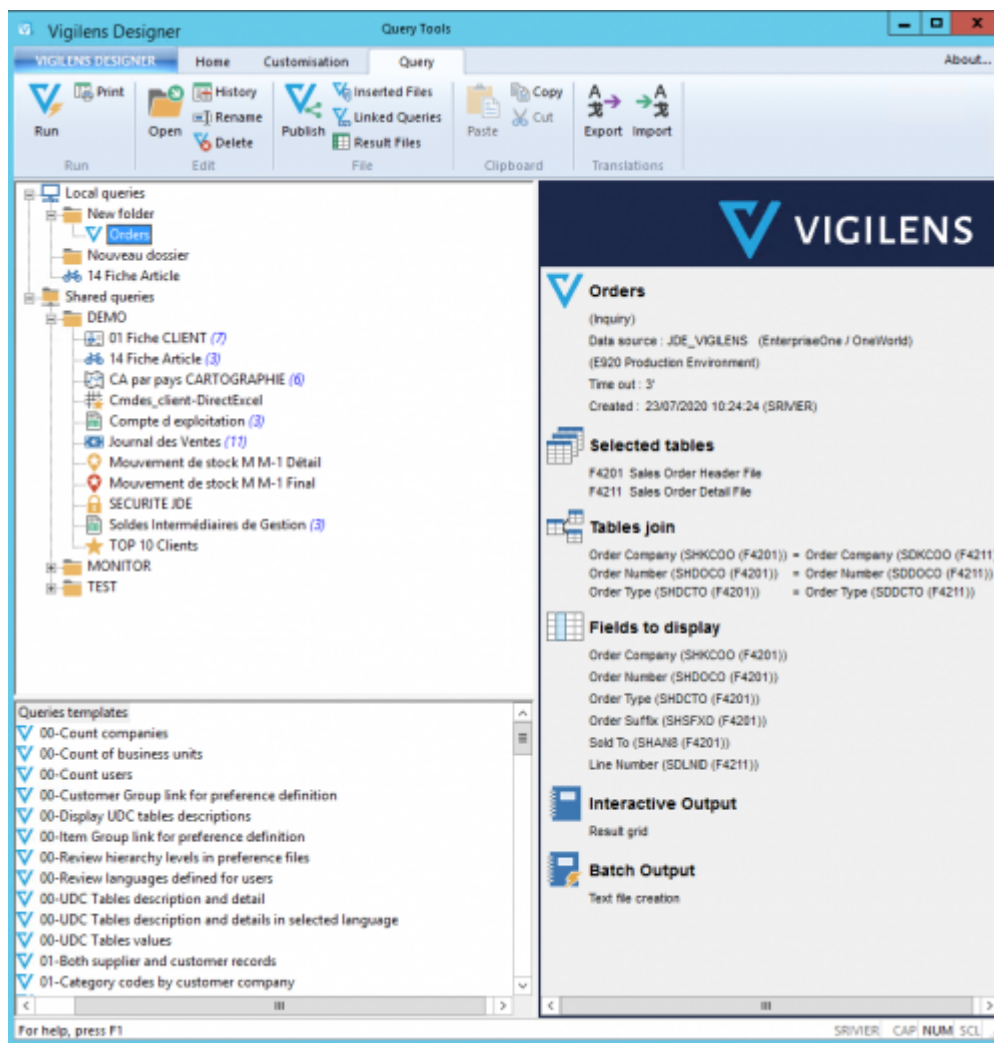 Vigilens Designer
Query Tools
VIGILENS DESIGNER Home Customisation Query About...
Run
Print
Open
History
Rename
Delete
Publish
Inserted Files
Linked Queries
Result Files
Paste
Copy
Cut
Export Import
Run Edit File Clipboard Translations
Local queries
New folder
Orders
Nouveau dossier
14 Fiche Article
Shared queries
DEMO
01 Fiche CLIENT (7)
14 Fiche Article (3)
CA par pays CARTOGRAPHIE (6)
Cmdes_client-DirectExcel
Compte d exploitation (3)
Journal des Ventes (11)
Mouvement de stock M M-1 Détail
Mouvement de stock M M-1 Final
SECURITE JDE
Soldes Intermédiaires de Gestion (3)
TOP 10 Clients
MONITOR
TEST
Queries templates
00-Count companies
00-Count of business units
00-Count users
00-Customer Group link for preference definition
00-Display UDC tables descriptions
00-Item Group link for preference definition
00-Review hierarchy levels in preference files
00-Review languages defined for users
00-UDC Tables description and detail
00-UDC Tables description and details in selected language
00-UDC Tables values
01-Both supplier and customer records
01-Category codes by customer company
VIGILENS
Orders
(Inquiry)
Data source : JDE_VIGILENS (EnterpriseOne / OneWorld)
(E920 Production Environment)
Time out : 3'
Created : 23/07/2020 10:24:24 (SRIVIER)
Selected tables
F4201 Sales Order Header File
F4211 Sales Order Detail File
Tables join
Order Company (SHKCOO (F4201)) = Order Company (SDKCOO (F4211
Order Number (SHDOCO (F4201)) = Order Number (SDDOCO (F4211))
Order Type (SHDCTO (F4201)) = Order Type (SDDCTO (F4211))
Fields to display
Order Company (SHKCOO (F4201))
Order Number (SHDOCO (F4201))
Order Type (SHDCTO (F4201))
Order Suffix (SHSFXO (F4201))
Sold To (SHAN8 (F4201))
Line Number (SDLNID (F4211))
Interactive Output
Result grid
Batch Output
Text file creation
For help, press F1
SRIVIER CAP NUM SCL